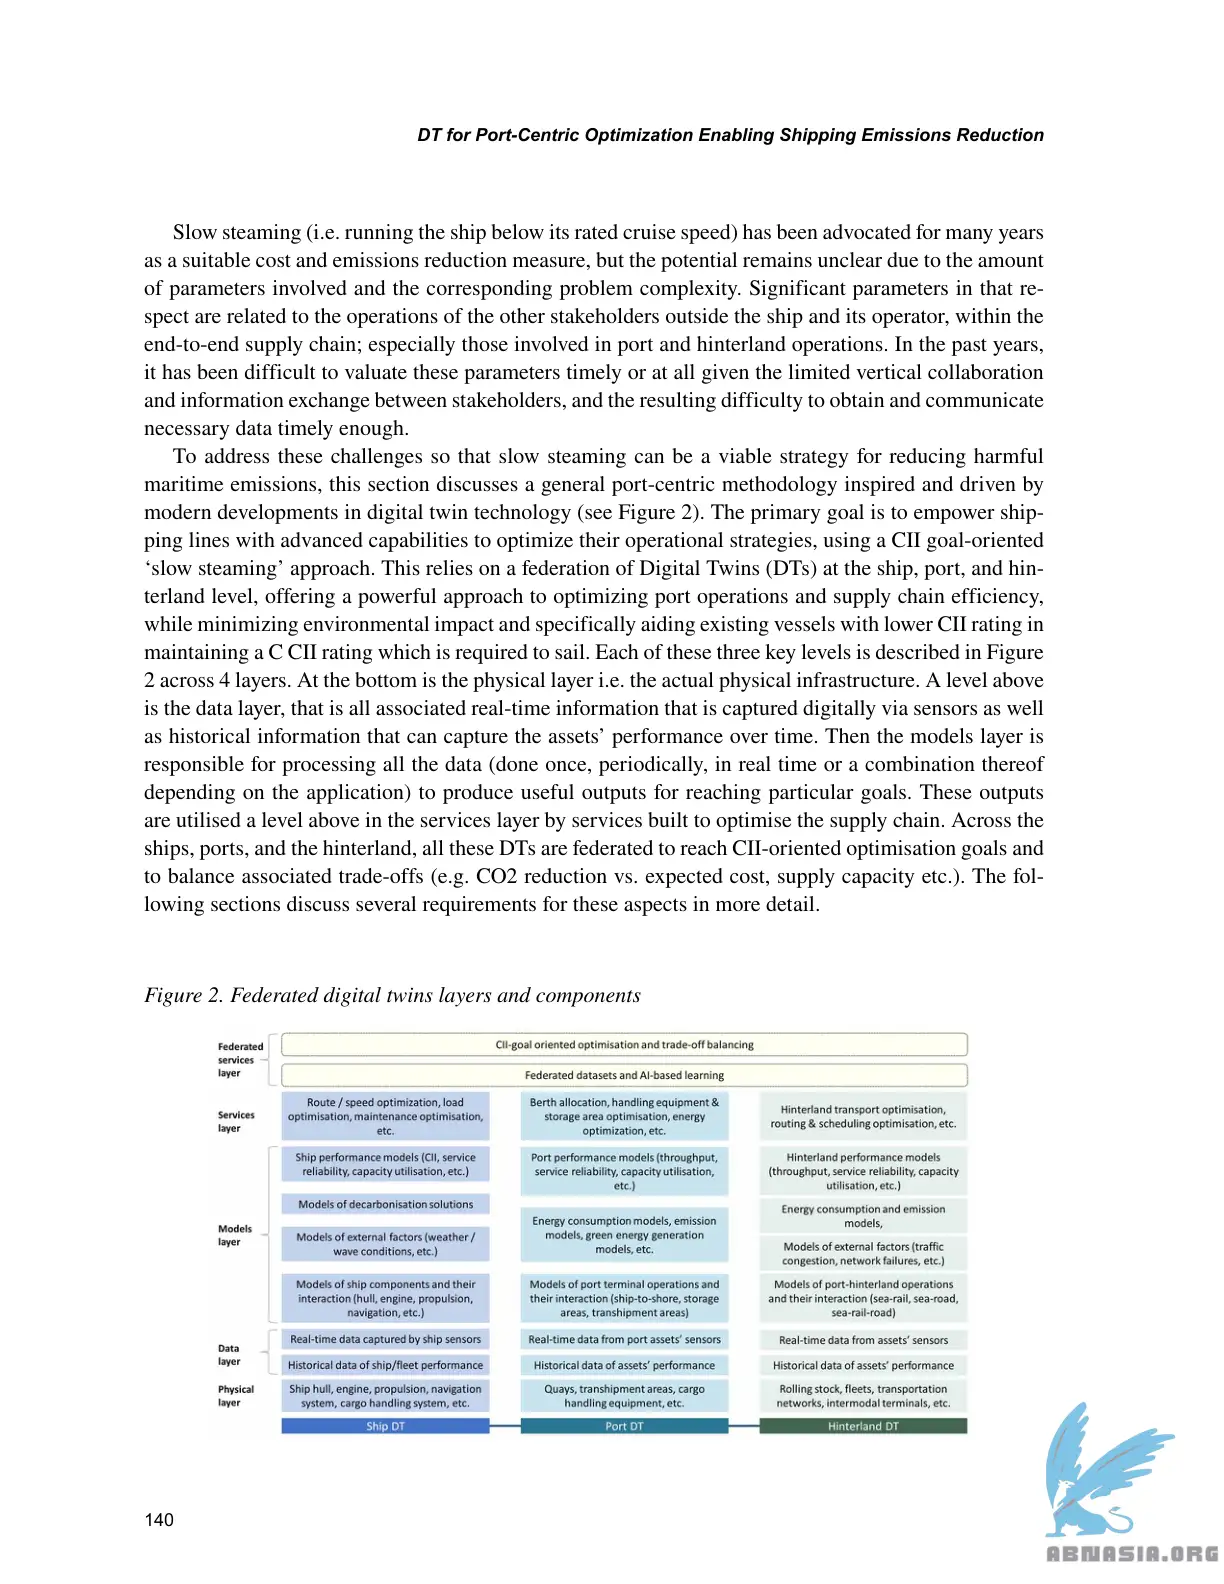 DT for Port-Centric Optimization Enabling Shipping Emissions Reduction
Slow steaming (i.e. running the ship below its rated cruise speed) has been advocated for many years
as a suitable cost and emissions reduction measure, but the potential remains unclear due to the amount
of parameters involved and the corresponding problem complexity. Significant parameters in that re-
spect are related to the operations of the other stakeholders outside the ship and its operator, within the
end-to-end supply chain; especially those involved in port and hinterland operations. In the past years,
it has been difficult to valuate these parameters timely or at all given the limited vertical collaboration
and information exchange between stakeholders, and the resulting difficulty to obtain and communicate
necessary data timely enough.
To address these challenges so that slow steaming can be a viable strategy for reducing harmful
maritime emissions, this section discusses a general port-centric methodology inspired and driven by
modern developments in digital twin technology (see Figure 2). The primary goal is to empower ship-
ping lines with advanced capabilities to optimize their operational strategies, using a CII goal-oriented
‘slow steaming’ approach. This relies on a federation of Digital Twins (DTs) at the ship, port, and hin-
terland level, offering a powerful approach to optimizing port operations and supply chain efficiency,
while minimizing environmental impact and specifically aiding existing vessels with lower CII rating in
maintaining a C CII rating which is required to sail. Each of these three key levels is described in Figure
2 across 4 layers. At the bottom is the physical layer i.e. the actual physical infrastructure. A level above
is the data layer, that is all associated real-time information that is captured digitally via sensors as well
as historical information that can capture the assets’ performance over time. Then the models layer is
responsible for processing all the data (done once, periodically, in real time or a combination thereof
depending on the application) to produce useful outputs for reaching particular goals. These outputs
are utilised a level above in the services layer by services built to optimise the supply chain. Across the
ships, ports, and the hinterland, all these DTs are federated to reach CII-oriented optimisation goals and
to balance associated trade-offs (e.g. CO2 reduction vs. expected cost, supply capacity etc.). The fol-
lowing sections discuss several requirements for these aspects in more detail.
Figure 2. Federated digital twins layers and components
Federated
services
layer
CII-goal oriented optimisation and trade-off balancing
Federated datasets and AI-based learning
Services
layer
Route / speed optimization, load
optimisation, maintenance optimisation,
etc.
Berth allocation, handling equipment &
storage area optimisation, energy
optimization, etc.
Hinterland transport optimisation,
routing & scheduling optimisation, etc.
Models
layer
Ship performance models (CII, service
reliability, capacity utilisation, etc.)
Models of decarbonisation solutions
Models of external factors (weather /
wave conditions, etc.)
Models of ship components and their
interaction (hull, engine, propulsion,
navigation, etc.)
Port performance models (throughput,
service reliability, capacity utilisation,
etc.)
Energy consumption models, emission
models, green energy generation
models, etc.
Models of port terminal operations and
their interaction (ship-to-shore, storage
areas, transhipment areas)
Hinterland performance models
(throughput, service reliability, capacity
utilisation, etc.)
Energy consumption and emission
models,
Models of external factors (traffic
congestion, network failures, etc.)
Models of port-hinterland operations
and their interaction (sea-rail, sea-road,
sea-rail-road)
Data
layer
Real-time data captured by ship sensors
Historical data of ship/fleet performance
Real-time data from port assets’ sensors
Historical data of assets’ performance
Real-time data from assets’ sensors
Historical data of assets’ performance
Physical
layer
Ship hull, engine, propulsion, navigation
system, cargo handling system, etc.
Quays, transhipment areas, cargo
handling equipment, etc.
Rolling stock, fleets, transportation
networks, intermodal terminals, etc.
Ship DT
Port DT
Hinterland DT
140
ABNASIA.ORG